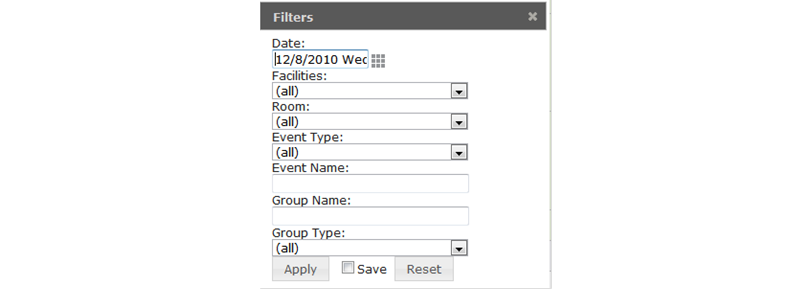 Filters
Date:
12/8/2010 Wed
Facilities:
(all)
Room:
(all)
Event Type:
(all)
Event Name:
Group Name:
Group Type:
(all)
Apply Save Reset